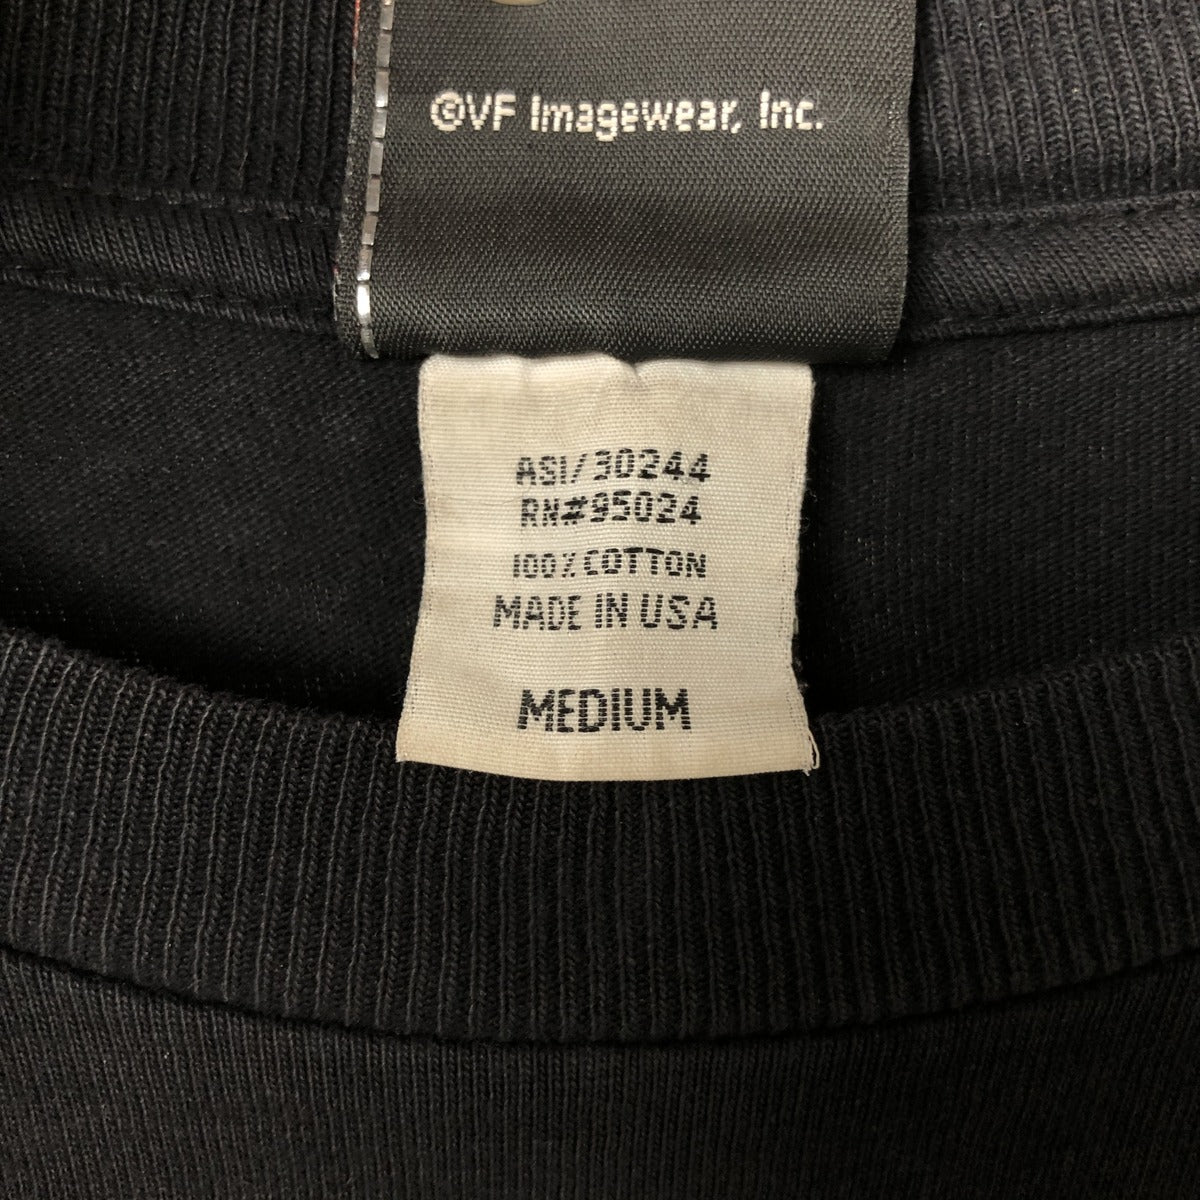 ©VF Imagewear, Inc.
ASI/30244
RN#95024
100% COTTON
MADE IN USA
MEDIUM